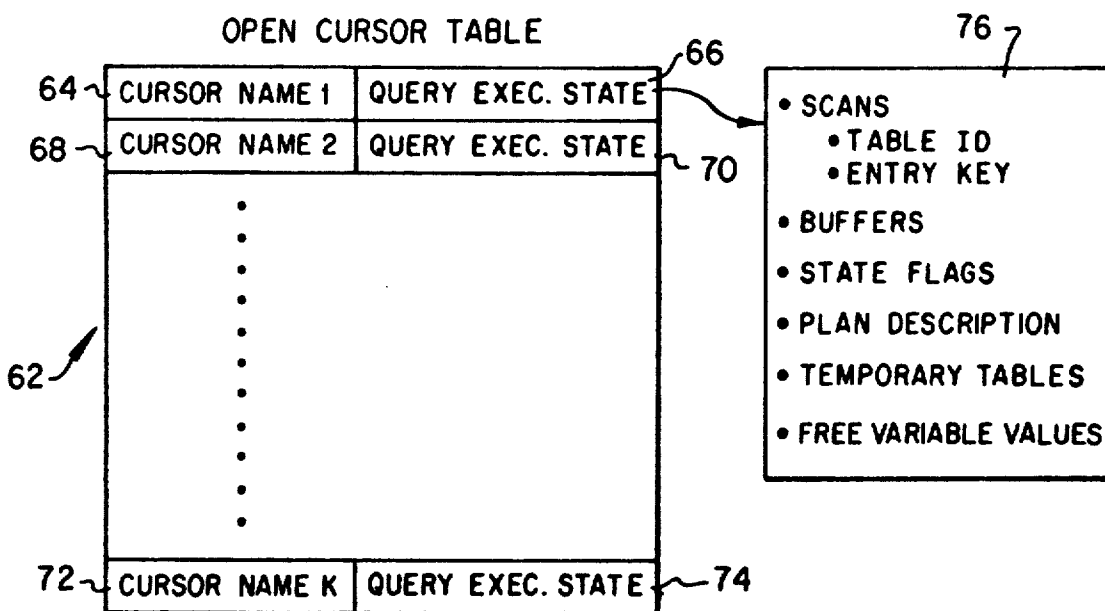 OPEN CURSOR TABLE
64 CURSOR NAME 1 QUERY EXEC. STATE 66
68 CURSOR NAME 2 QUERY EXEC. STATE 70
62
72 CURSOR NAME K QUERY EXEC. STATE 74
76
• SCANS
• TABLE ID
• ENTRY KEY
• BUFFERS
• STATE FLAGS
• PLAN DESCRIPTION
• TEMPORARY TABLES
• FREE VARIABLE VALUES